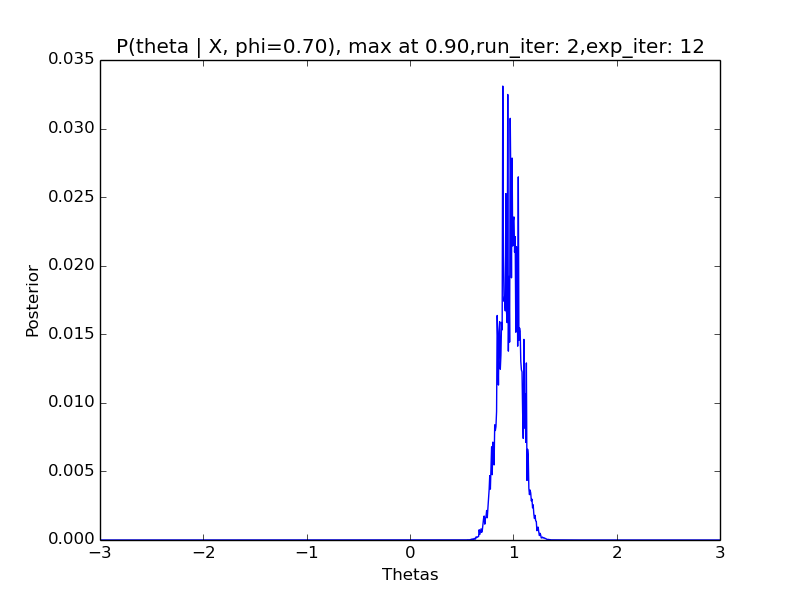 P(theta | X, phi=0.70), max at 0.90,run_iter: 2,exp_iter: 12
0.035
0.030
0.025
0.020
0.015
0.010
0.005
0.000
Posterior
−3 −2 −1 0 1 2 3
Thetas